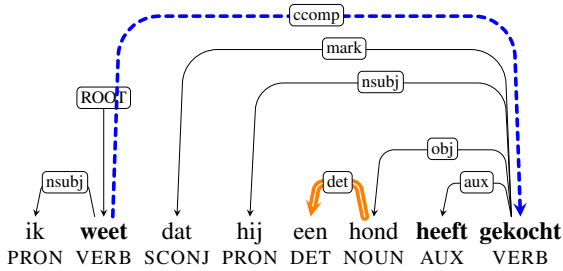 ccomp
mark
nsubj
ROOT
obj
nsubj det aux
ik weet dat hij een hond heeft gekocht
PRON VERB SCONJ PRON DET NOUN AUX VERB